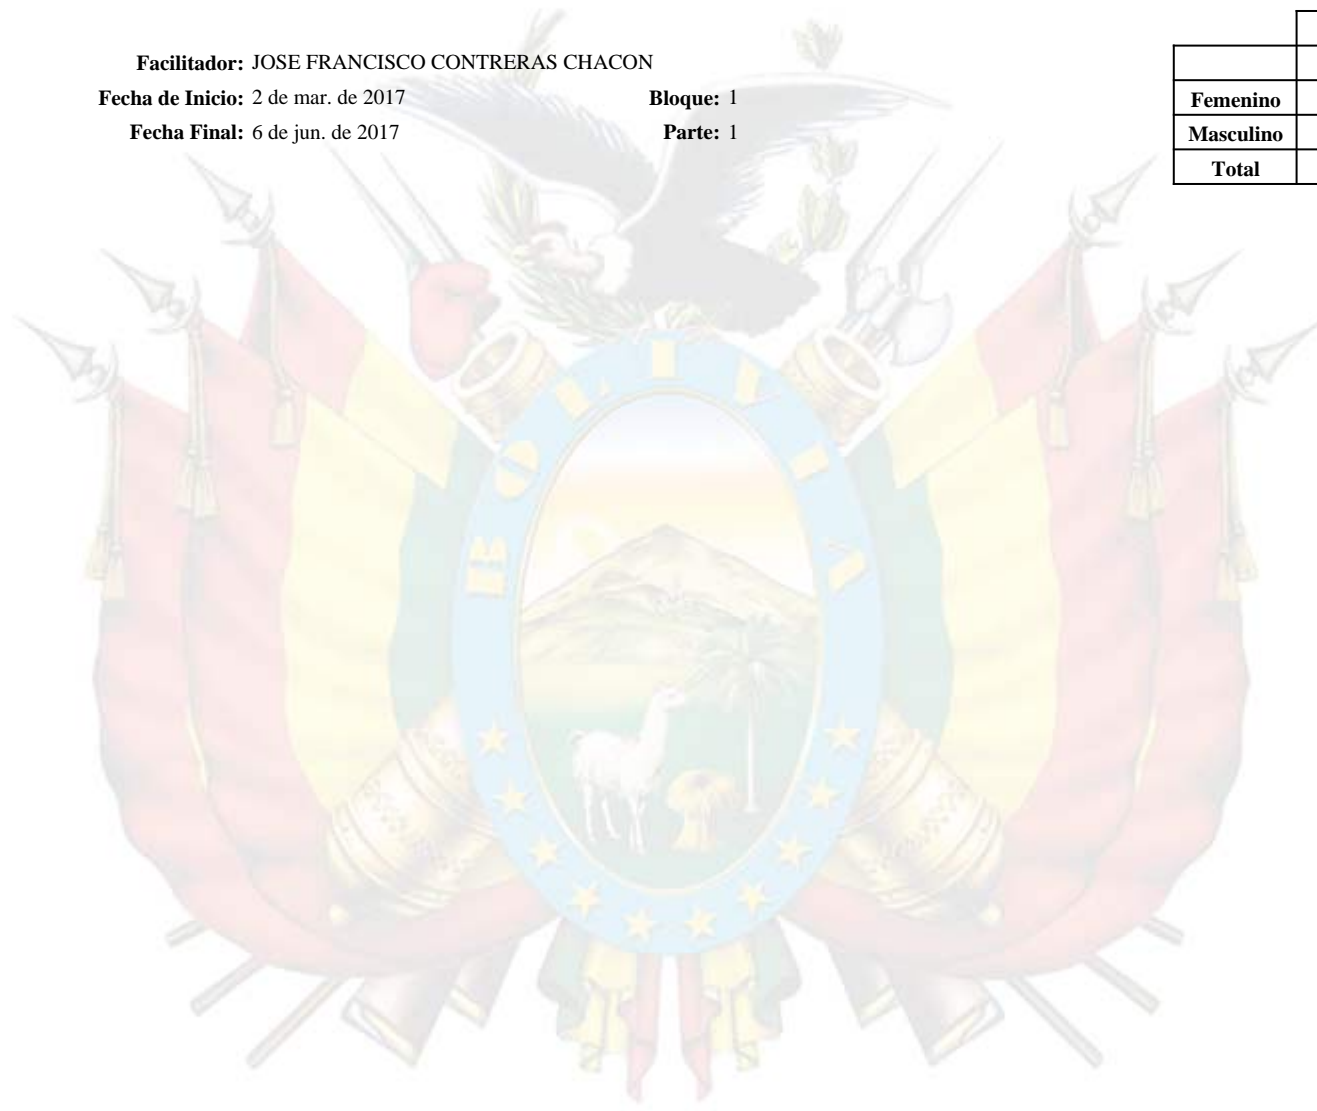 Facilitador: JOSE FRANCISCO CONTRERAS CHACON
Fecha de Inicio: 2 de mar. de 2017 Bloque: 1
Fecha Final: 6 de jun. de 2017 Parte: 1
Femenino
Masculino
Total
BOLIVIA